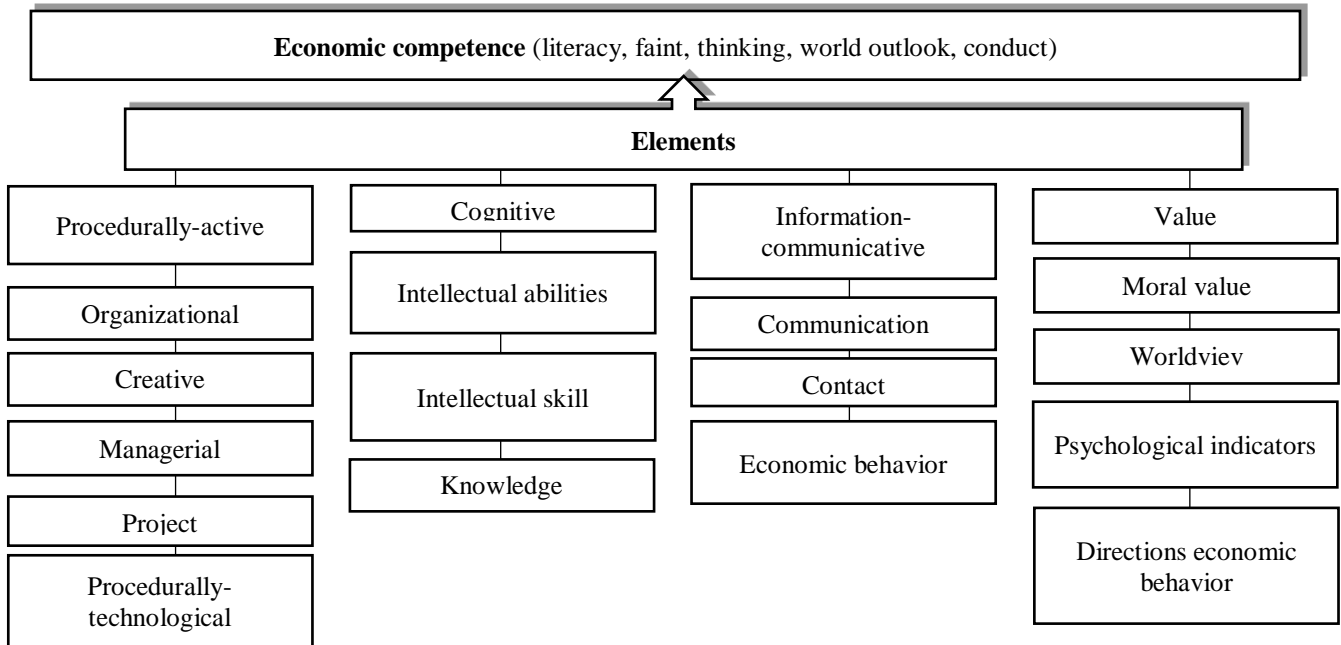 Economic competence (literacy, faint, thinking, world outlook, conduct)
Elements
Procedurally-active
Organizational
Creative
Managerial
Project
Procedurally-
technological
Cognitive
Intellectual abilities
Intellectual skill
Knowledge
Information-
communicative
Communication
Contact
Economic behavior
Value
Moral value
Worldviev
Psychological indicators
Directions economic
behavior